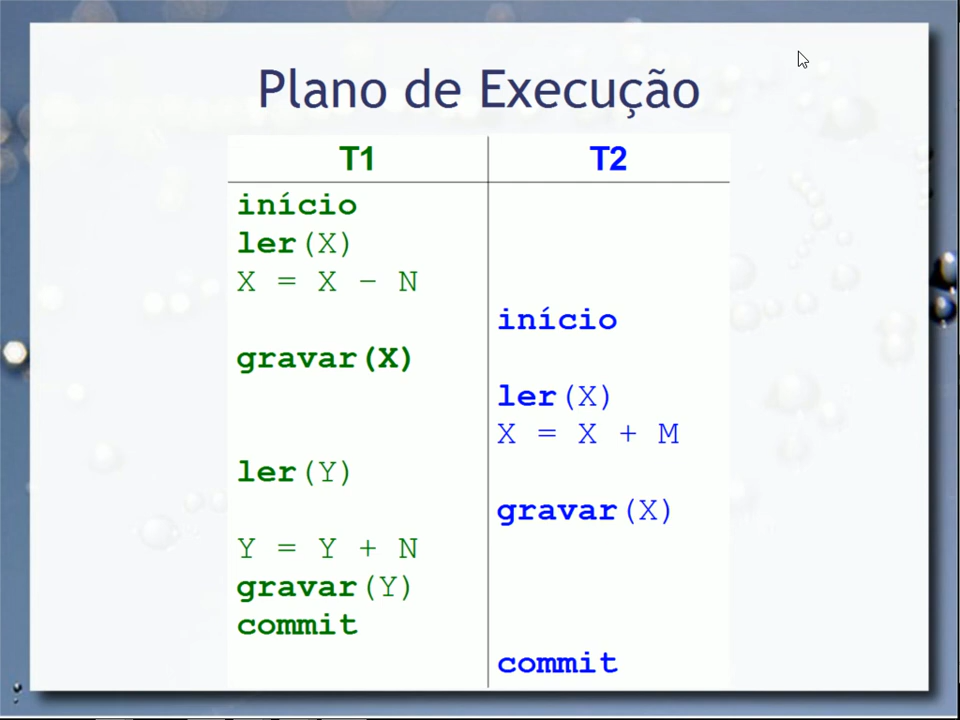 Plano de Execução
T1 T2
início
ler(X)
X = X − N
início
gravar(X)
ler(X)
X = X + M
ler(Y)
gravar(X)
Y = Y + N
gravar(Y)
commit
commit